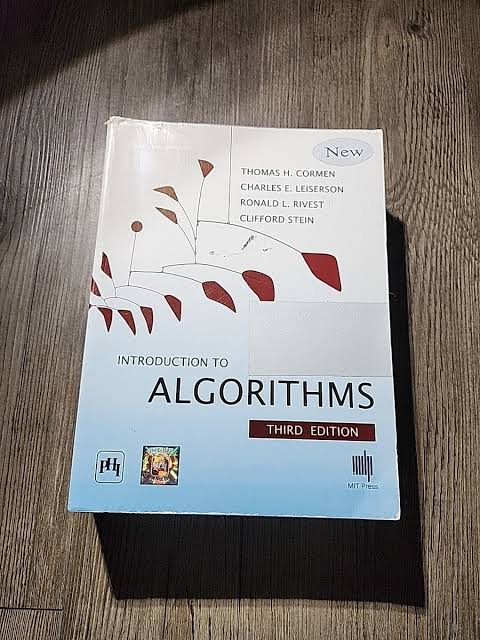 New
THOMAS H. CORMEN
CHARLES E. LEISERSON
RONALD L. RIVEST
CLIFFORD STEIN
INTRODUCTION TO
ALGORITHMS
THIRD EDITION
PHI
MIT Press